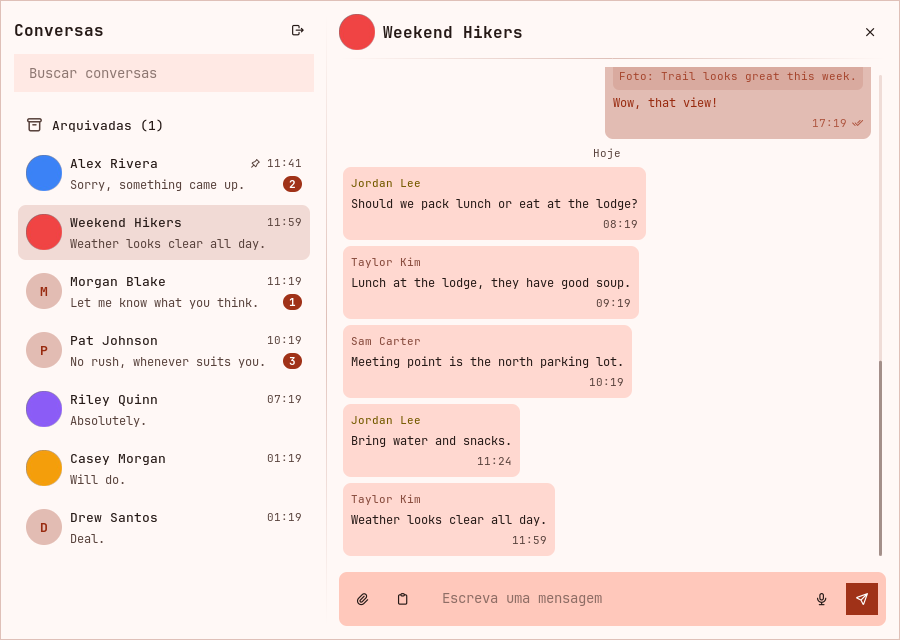 Conversas
Buscar conversas
Arquivadas (1)
Alex Rivera 11:41
Sorry, something came up. 2
Weekend Hikers 11:59
Weather looks clear all day.
M
Morgan Blake 11:19
Let me know what you think. 1
P
Pat Johnson 10:19
No rush, whenever suits you. 3
Riley Quinn 07:19
Absolutely.
Casey Morgan 01:19
Will do.
D
Drew Santos 01:19
Deal.
Weekend Hikers
Foto: Trail looks great this week.
Wow, that view!
17:19
Hoje
Jordan Lee
Should we pack lunch or eat at the lodge?
08:19
Taylor Kim
Lunch at the lodge, they have good soup.
09:19
Sam Carter
Meeting point is the north parking lot.
10:19
Jordan Lee
Bring water and snacks.
11:24
Taylor Kim
Weather looks clear all day.
11:59
Escreva uma mensagem